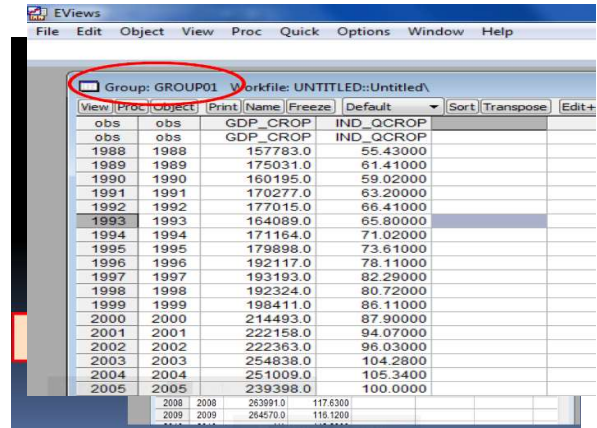 EViews
File Edit Object View Proc Quick Options Window Help
Group: GROUP01 Workfile: UNTITLED::Untitled\
View Proc Object Print Name Freeze Default Sort Transpose Edit+
obs obs GDP_CROP IND_QCROP
obs obs GDP_CROP IND_QCROP
1988 1988 157783.0 55.43000
1989 1989 175031.0 61.41000
1990 1990 160195.0 59.02000
1991 1991 170277.0 63.20000
1992 1992 177015.0 66.41000
1993 1993 164089.0 65.80000
1994 1994 171164.0 71.02000
1995 1995 179898.0 73.61000
1996 1996 192117.0 78.11000
1997 1997 193193.0 82.29000
1998 1998 192324.0 80.72000
1999 1999 198411.0 86.11000
2000 2000 214493.0 87.90000
2001 2001 222158.0 94.07000
2002 2002 222363.0 96.03000
2003 2003 254838.0 104.2800
2004 2004 251009.0 105.3400
2005 2005 239398.0 100.0000
2008 2008 263991.0 117.6300
2009 2009 264570.0 116.1200